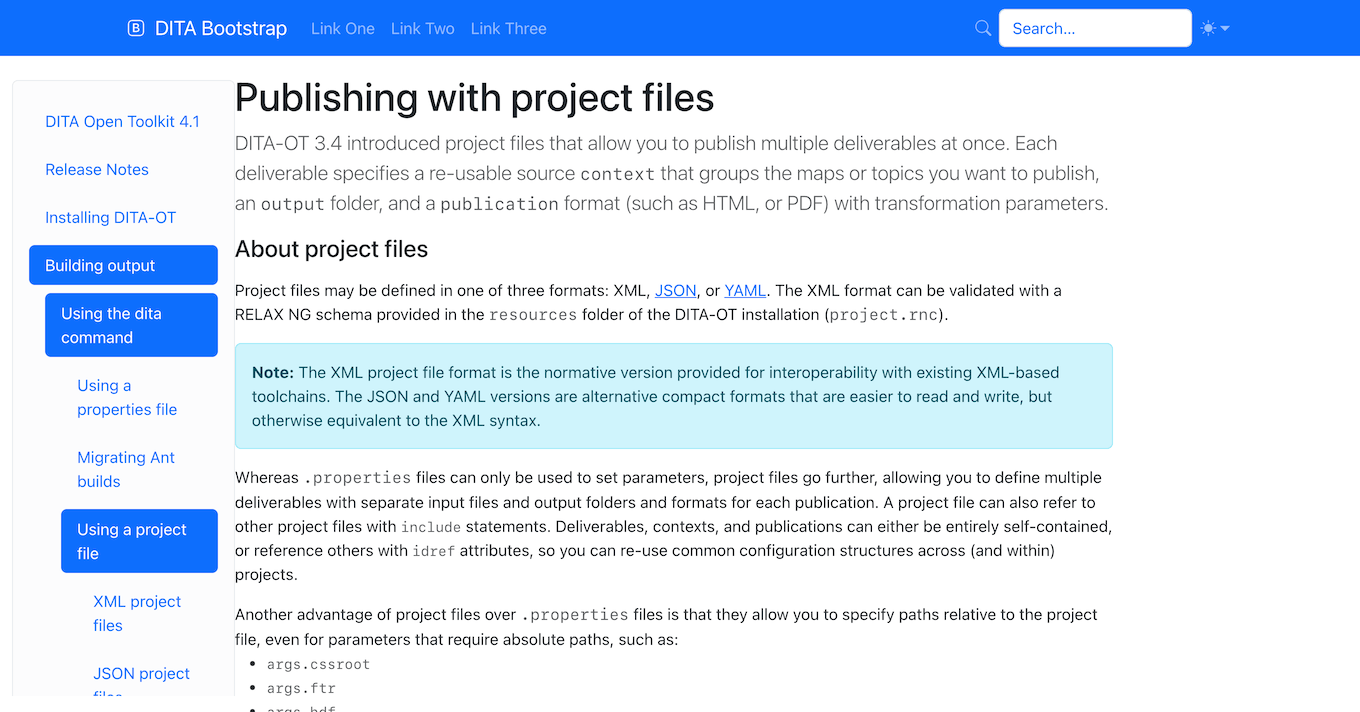 DITA Bootstrap Link One Link Two Link Three Search...
DITA Open Toolkit 4.1
Release Notes
Installing DITA-OT
Building output
Using the dita
command
Using a
properties file
Migrating Ant
builds
Using a project
file
XML project
files
JSON project
files
Publishing with project files
DITA-OT 3.4 introduced project files that allow you to publish multiple deliverables at once. Each
deliverable specifies a re-usable source context that groups the maps or topics you want to publish,
an output folder, and a publication format (such as HTML, or PDF) with transformation parameters.
About project files
Project files may be defined in one of three formats: XML, JSON, or YAML. The XML format can be validated with a
RELAX NG schema provided in the resources folder of the DITA-OT installation (project.rnc).
Note: The XML project file format is the normative version provided for interoperability with existing XML-based
toolchains. The JSON and YAML versions are alternative compact formats that are easier to read and write, but
otherwise equivalent to the XML syntax.
Whereas .properties files can only be used to set parameters, project files go further, allowing you to define multiple
deliverables with separate input files and output folders and formats for each publication. A project file can also refer to
other project files with include statements. Deliverables, contexts, and publications can either be entirely self-contained,
or reference others with idref attributes, so you can re-use common configuration structures across (and within)
projects.
Another advantage of project files over .properties files is that they allow you to specify paths relative to the project
file, even for parameters that require absolute paths, such as:
• args.cssroot
• args.ftr
• args.hdf